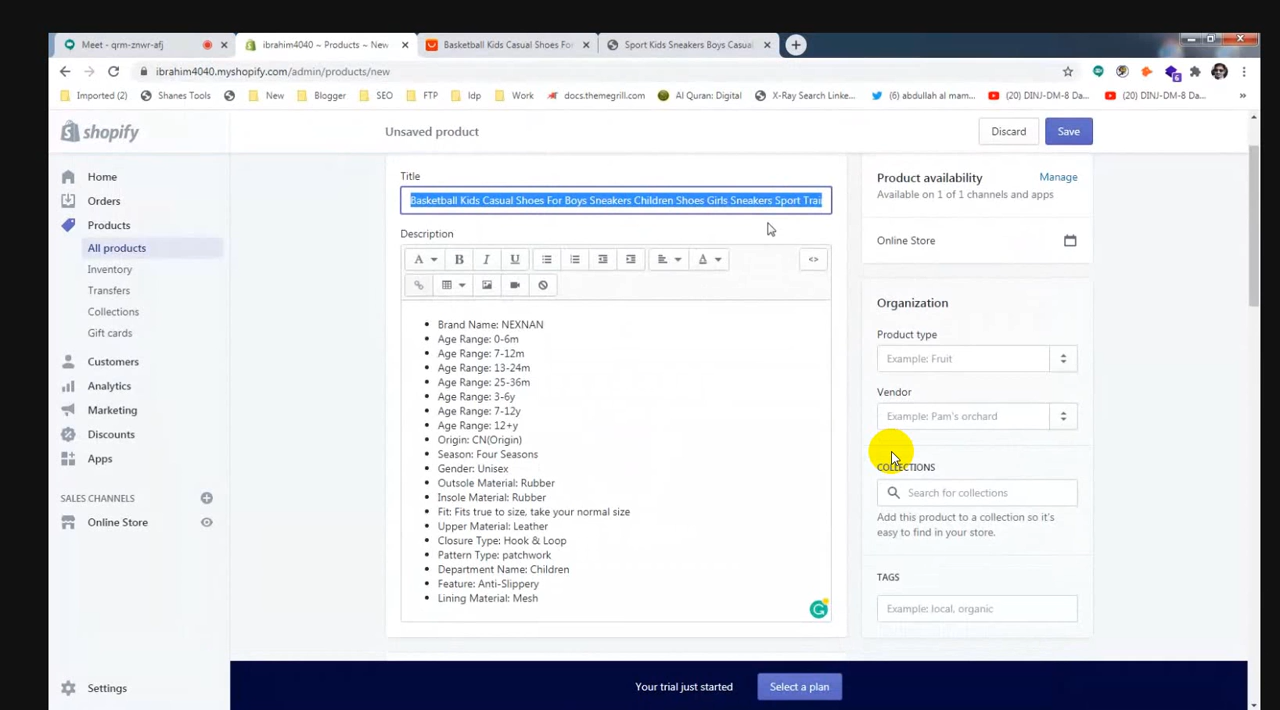 Meet - qrm-znwr-afj
ibrahim4040 ~ Products ~ New
Basketball Kids Casual Shoes For
Sport Kids Sneakers Boys Casual
ibrahim4040.myshopify.com/admin/products/new
6
Imported (2)
Shanes Tools
New
Blogger
SEO
FTP
Idp
Work
docs.themegrill.com
Al Quran: Digital
X-Ray Search Linke...
(6) abdullah al mam...
(20) DINJ-DM-8 Da...
(20) DINJ-DM-8 Da...
»
shopify
Unsaved product
Discard
Save
Home
Orders
Products
All products
Inventory
Transfers
Collections
Gift cards
Customers
Analytics
Marketing
Discounts
Apps
SALES CHANNELS
Online Store
Settings
Title
Basketball Kids Casual Shoes For Boys Sneakers Children Shoes Girls Sneakers Sport Trai
Description
A
B
I
U
A
<>
Brand Name: NEXNAN
Age Range: 0-6m
Age Range: 7-12m
Age Range: 13-24m
Age Range: 25-36m
Age Range: 3-6y
Age Range: 7-12y
Age Range: 12+y
Origin: CN(Origin)
Season: Four Seasons
Gender: Unisex
Outsole Material: Rubber
Insole Material: Rubber
Fit: Fits true to size, take your normal size
Upper Material: Leather
Closure Type: Hook & Loop
Pattern Type: patchwork
Department Name: Children
Feature: Anti-Slippery
Lining Material: Mesh
Product availability
Manage
Available on 1 of 1 channels and apps
Online Store
Organization
Product type
Example: Fruit
Vendor
Example: Pam's orchard
COLLECTIONS
Search for collections
Add this product to a collection so it's
easy to find in your store.
TAGS
Example: local, organic
Your trial just started
Select a plan